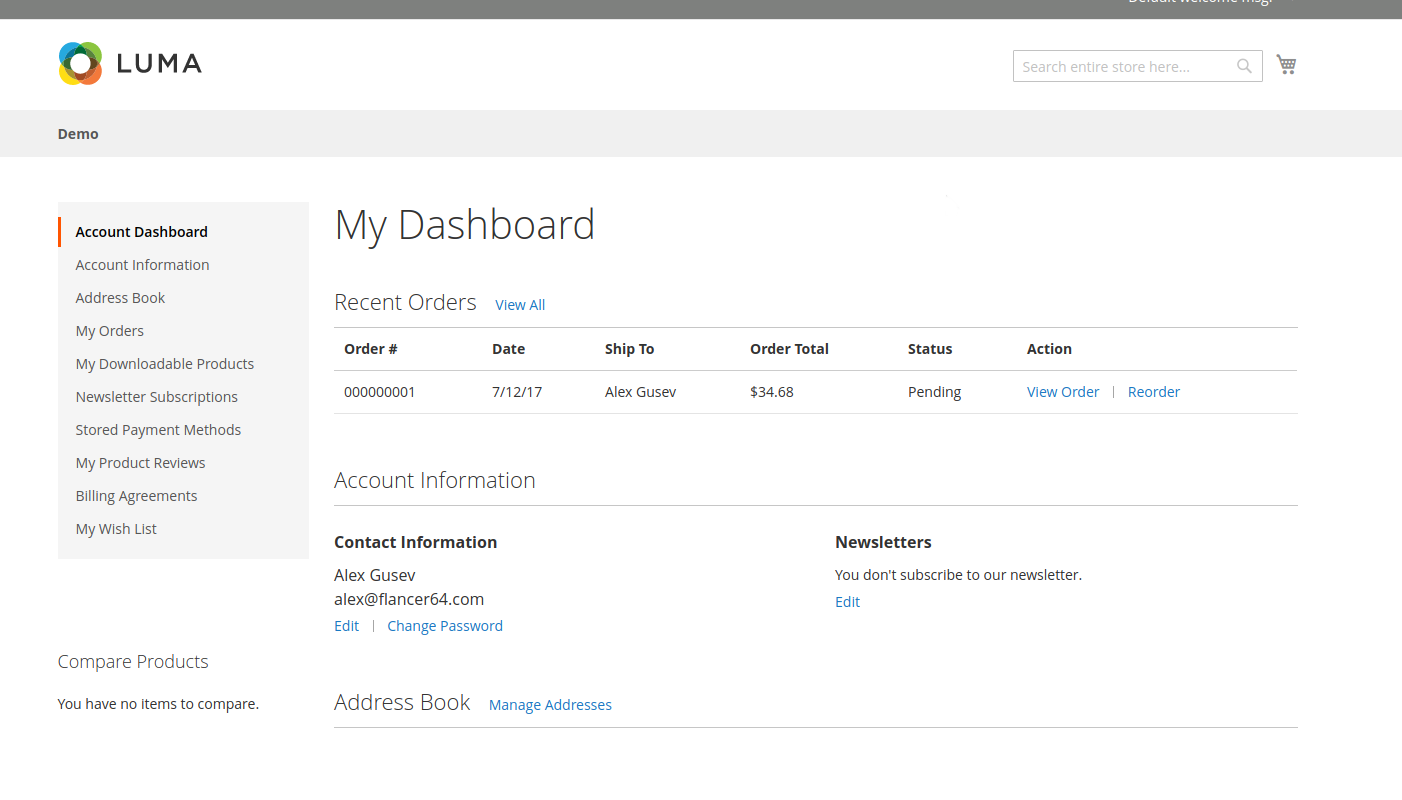 Default welcome msg!
LUMA
Search entire store here...
Demo
Account Dashboard
Account Information
Address Book
My Orders
My Downloadable Products
Newsletter Subscriptions
Stored Payment Methods
My Product Reviews
Billing Agreements
My Wish List
Compare Products
You have no items to compare.
My Dashboard
Recent Orders View All
Order # Date Ship To Order Total Status Action
000000001 7/12/17 Alex Gusev $34.68 Pending View Order | Reorder
Account Information
Contact Information
Alex Gusev
alex@flancer64.com
Edit | Change Password
Newsletters
You don't subscribe to our newsletter.
Edit
Address Book Manage Addresses